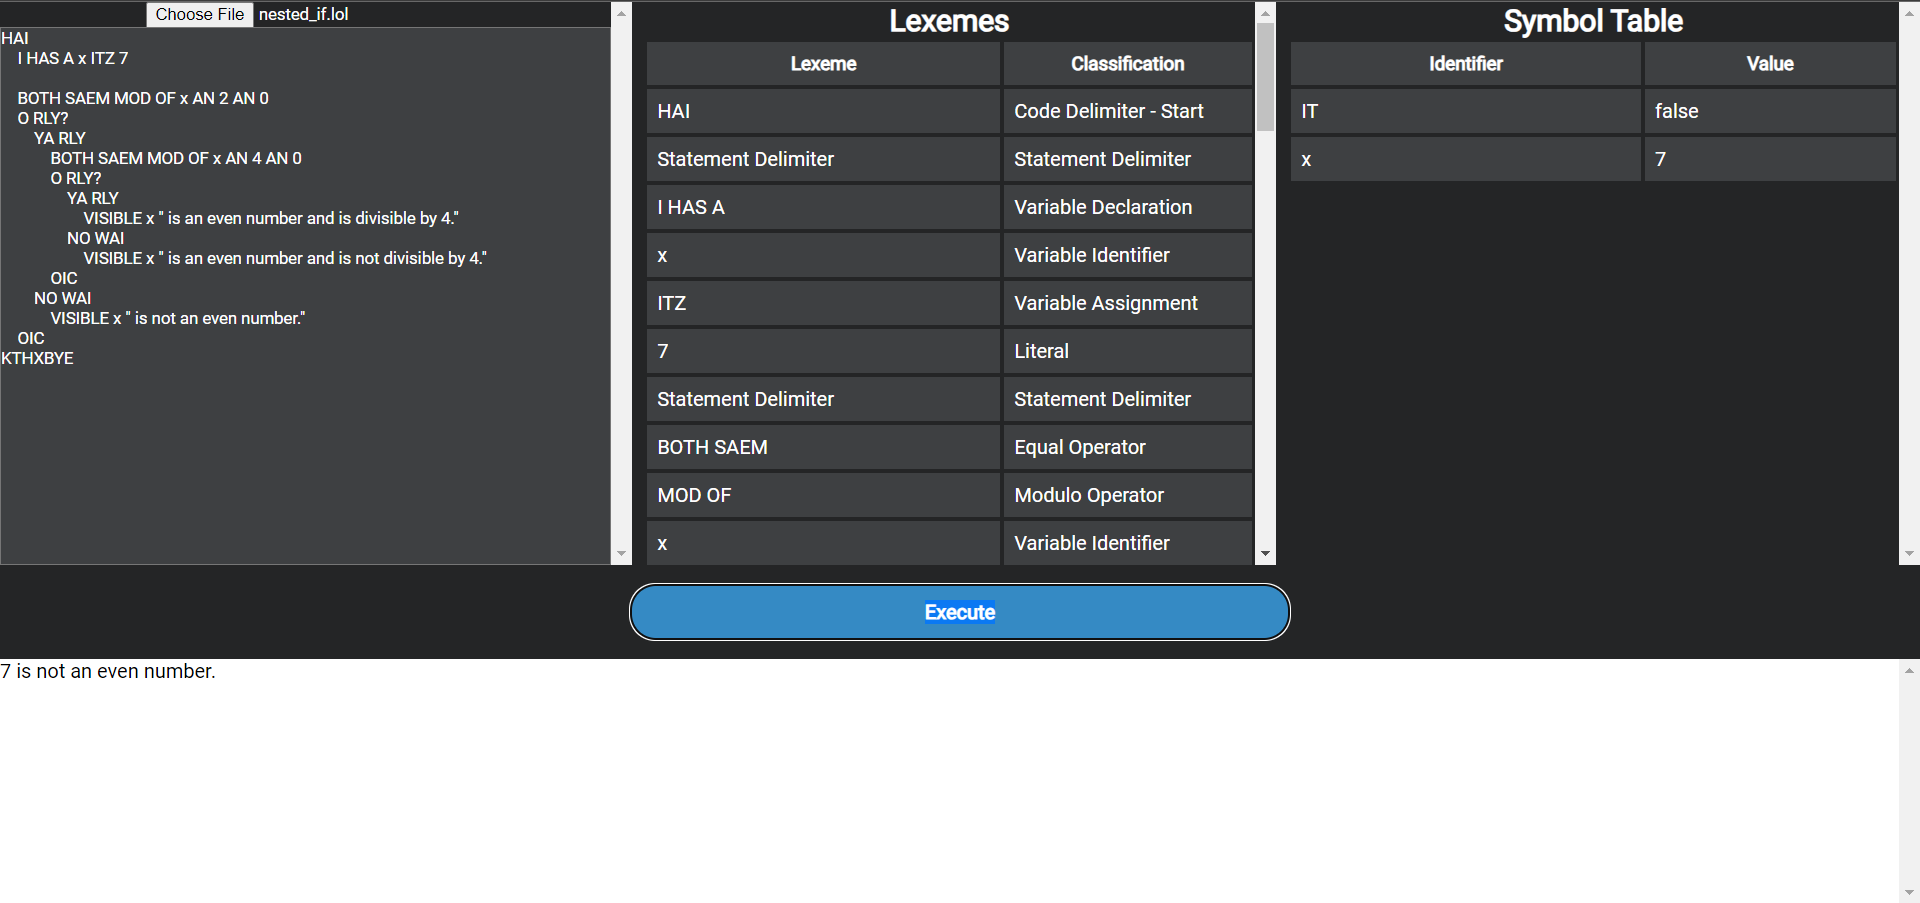 Choose File nested_if.lol
HAI
I HAS A x ITZ 7
BOTH SAEM MOD OF x AN 2 AN 0
O RLY?
YA RLY
BOTH SAEM MOD OF x AN 4 AN 0
O RLY?
YA RLY
VISIBLE x " is an even number and is divisible by 4."
NO WAI
VISIBLE x " is an even number and is not divisible by 4."
OIC
NO WAI
VISIBLE x " is not an even number."
OIC
KTHXBYE
Lexemes
Lexeme Classification
HAI Code Delimiter - Start
Statement Delimiter Statement Delimiter
I HAS A Variable Declaration
x Variable Identifier
ITZ Variable Assignment
7 Literal
Statement Delimiter Statement Delimiter
BOTH SAEM Equal Operator
MOD OF Modulo Operator
x Variable Identifier
Symbol Table
Identifier Value
IT false
x 7
Execute
7 is not an even number.